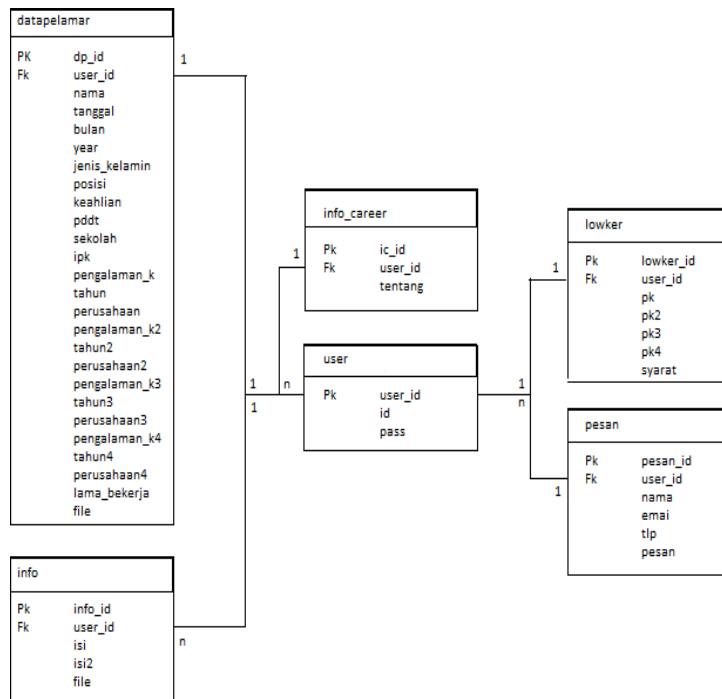 datapelamar
PK dp_id
Fk user_id
nama
tanggal
bulan
year
jenis_kelamin
posisi
keahlian
pddt
sekolah
ipk
pengalaman_k
tahun
perusahaan
pengalaman_k2
tahun2
perusahaan2
pengalaman_k3
tahun3
perusahaan3
pengalaman_k4
tahun4
perusahaan4
lama_bekerja
file
1
info
Pk info_id
Fk user_id
isi
isi2
file
n
info_career
Pk ic_id
Fk user_id
tentang
1
user
Pk user_id
id
pass
1 n
1
1
n
lowker
Pk lowker_id
Fk user_id
pk
pk2
pk3
pk4
syarat
1
pesan
Pk pesan_id
Fk user_id
nama
emai
tlp
pesan
1